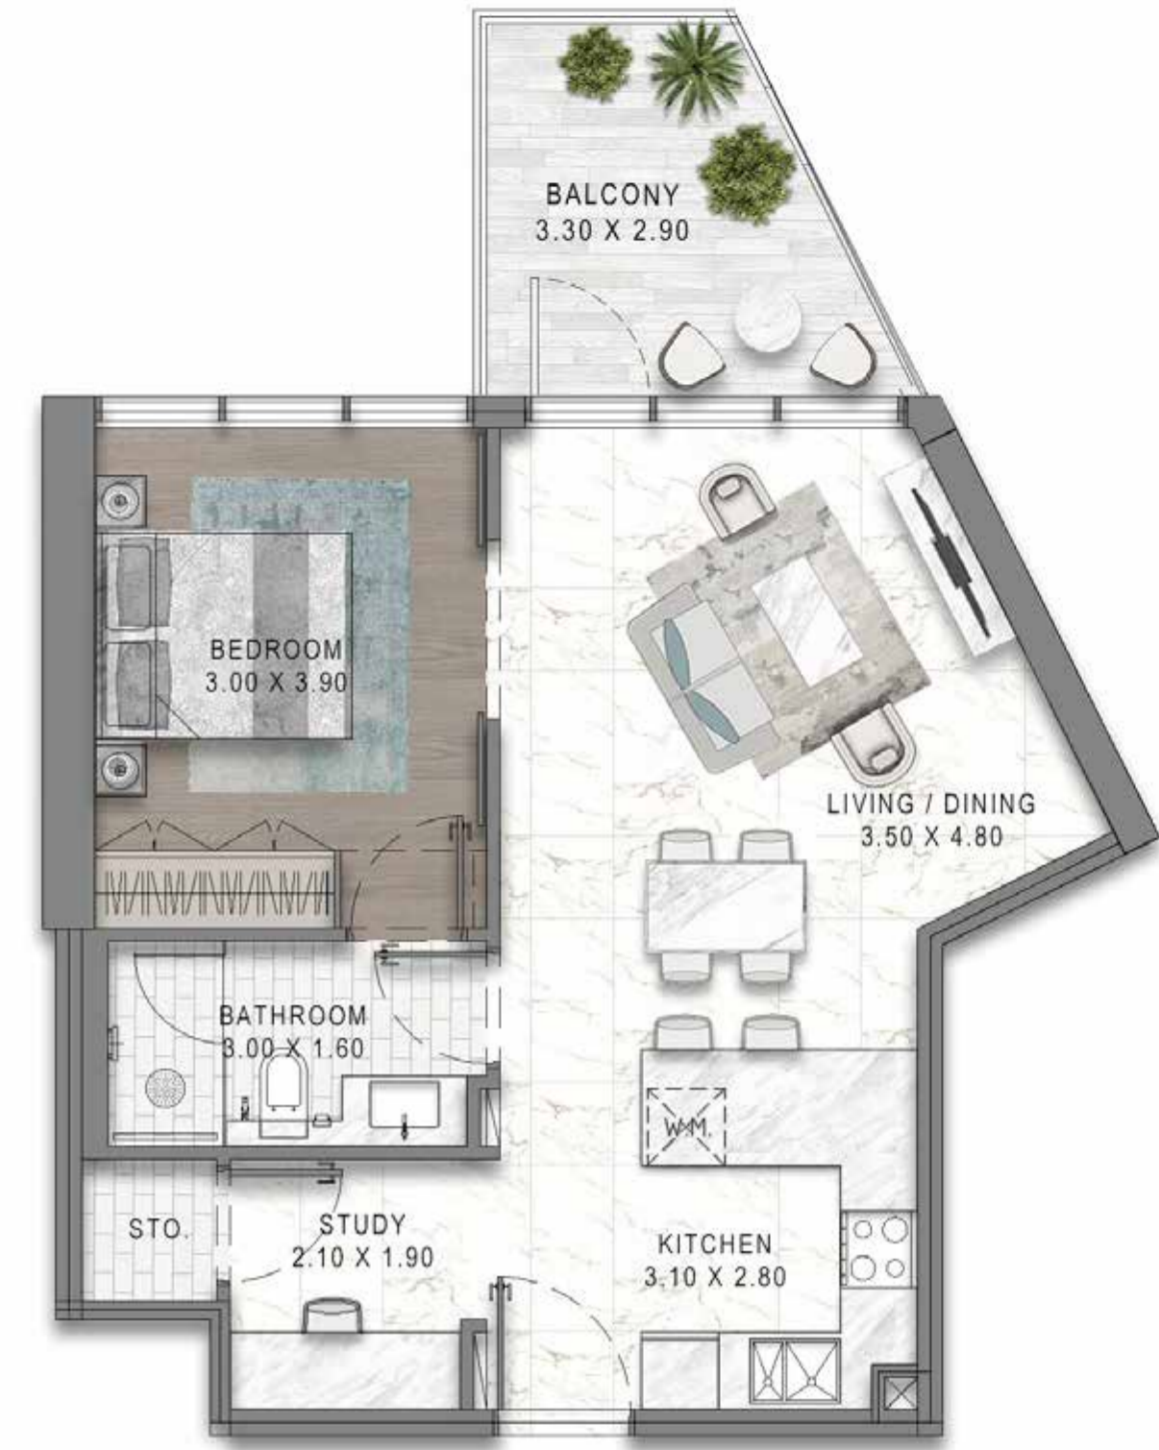 BALCONY
3.30 X 2.90
BEDROOM
3.00 X 3.90
LIVING / DINING
3.50 X 4.80
BATHROOM
3.00 X 1.60
W.M.
STO.
STUDY
2.10 X 1.90
KITCHEN
3.10 X 2.80